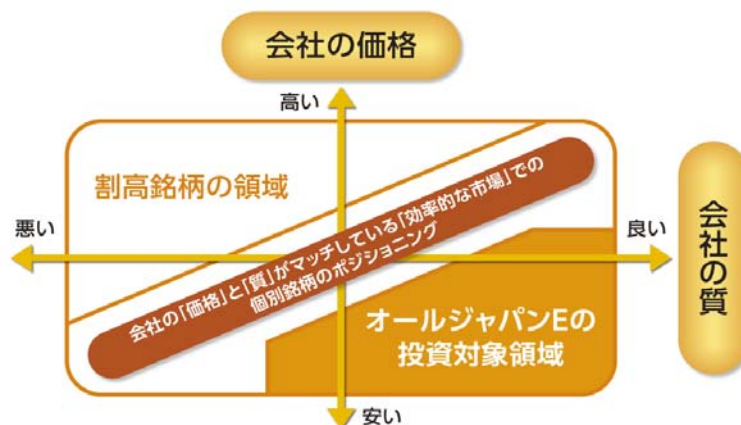 会社の価格
高い
割高銘柄の領域
会社の「価格」と「質」がマッチしている「効率的な市場」での
個別銘柄のポジショニング
悪い
良い
会社の質
オールジャパンEの
投資対象領域
安い